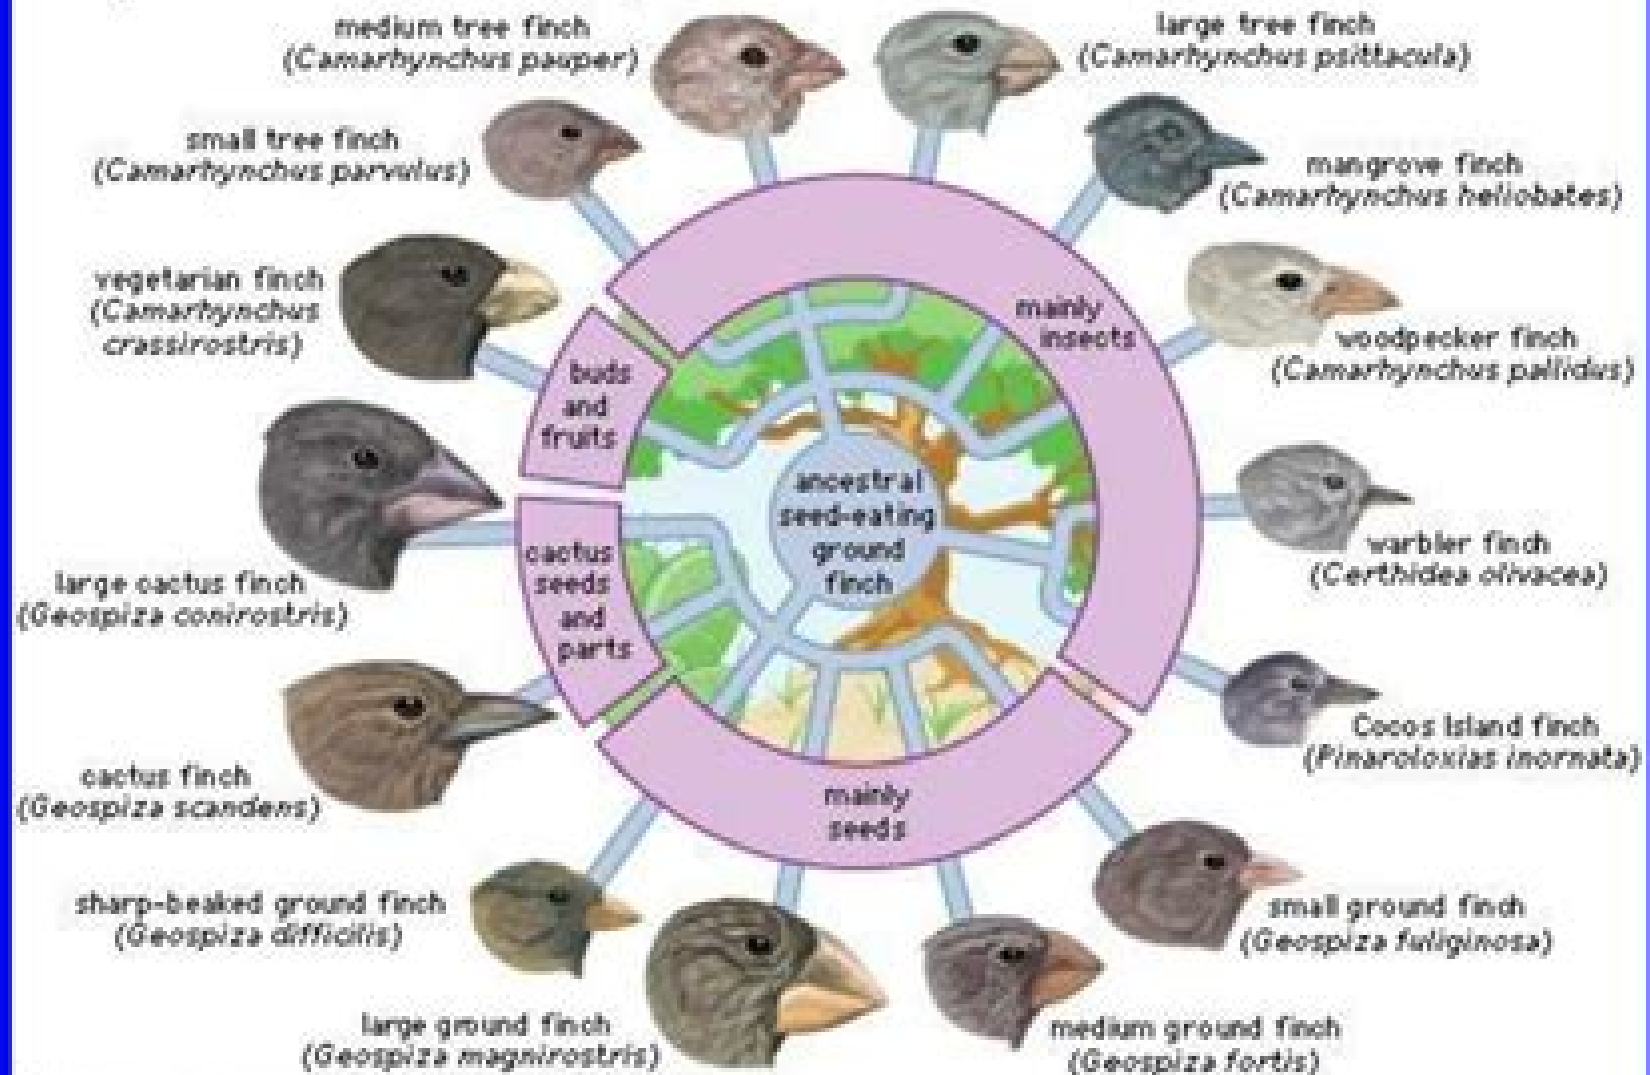 medium tree finch
(Camarhynchus pauper)
large tree finch
(Camarhynchus psittacula)
small tree finch
(Camarhynchus parvulus)
mangrove finch
(Camarhynchus heliobates)
vegetarian finch
(Camarhynchus
crassirostris)
mainly
insects
woodpecker finch
(Camarhynchus pallidus)
buds
and
fruits
ancestral
seed-eating
ground
finch
cactus
seeds
and
parts
warbler finch
(Certhidea olivacea)
large cactus finch
(Geospiza conirostris)
Cocos Island finch
(Pinaroloxias inornata)
cactus finch
(Geospiza scandens)
mainly
seeds
sharp-beaked ground finch
(Geospiza difficilis)
small ground finch
(Geospiza fuliginosa)
large ground finch
(Geospiza magnirostris)
medium ground finch
(Geospiza fortis)